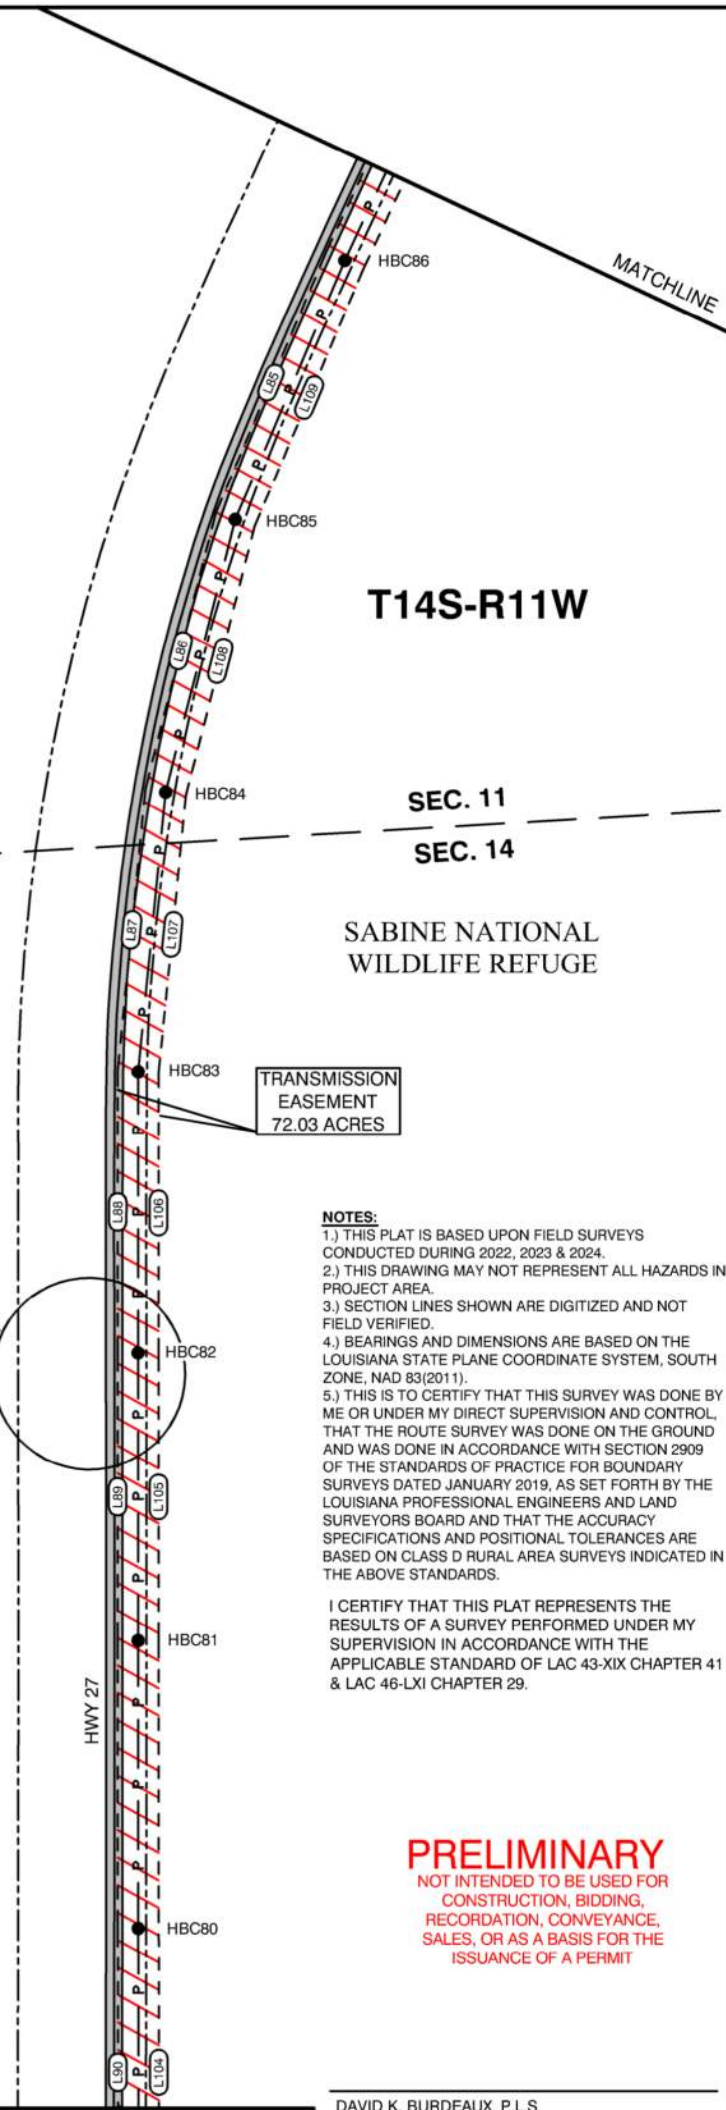 MATCHLINE
HBC86
P
P
L85
P
L109
P
HBC85
T14S-R11W
P
L86
P
L108
P
HBC84
SEC. 11
P
SEC. 14
L87
P
L107
SABINE NATIONAL
WILDLIFE REFUGE
P
HBC83
TRANSMISSION
EASEMENT
72.03 ACRES
P
L88
P
L106
NOTES:
1.) THIS PLAT IS BASED UPON FIELD SURVEYS
CONDUCTED DURING 2022, 2023 & 2024.
2.) THIS DRAWING MAY NOT REPRESENT ALL HAZARDS IN
PROJECT AREA.
3.) SECTION LINES SHOWN ARE DIGITIZED AND NOT
FIELD VERIFIED.
4.) BEARINGS AND DIMENSIONS ARE BASED ON THE
LOUISIANA STATE PLANE COORDINATE SYSTEM, SOUTH
ZONE, NAD 83(2011).
5.) THIS IS TO CERTIFY THAT THIS SURVEY WAS DONE BY
ME OR UNDER MY DIRECT SUPERVISION AND CONTROL,
THAT THE ROUTE SURVEY WAS DONE ON THE GROUND
AND WAS DONE IN ACCORDANCE WITH SECTION 2909
OF THE STANDARDS OF PRACTICE FOR BOUNDARY
SURVEYS DATED JANUARY 2019, AS SET FORTH BY THE
LOUISIANA PROFESSIONAL ENGINEERS AND LAND
SURVEYORS BOARD AND THAT THE ACCURACY
SPECIFICATIONS AND POSITIONAL TOLERANCES ARE
BASED ON CLASS D RURAL AREA SURVEYS INDICATED IN
THE ABOVE STANDARDS.
I CERTIFY THAT THIS PLAT REPRESENTS THE
RESULTS OF A SURVEY PERFORMED UNDER MY
SUPERVISION IN ACCORDANCE WITH THE
APPLICABLE STANDARD OF LAC 43-XIX CHAPTER 41
& LAC 46-LXI CHAPTER 29.
P
HBC82
P
L89
P
L105
P
HBC81
HWY 27
P
P
P
HBC80
P
L90
P
L104
PRELIMINARY
NOT INTENDED TO BE USED FOR
CONSTRUCTION, BIDDING,
RECORDATION, CONVEYANCE,
SALES, OR AS A BASIS FOR THE
ISSUANCE OF A PERMIT
DAVID K. BURDEAUX, P.L.S.